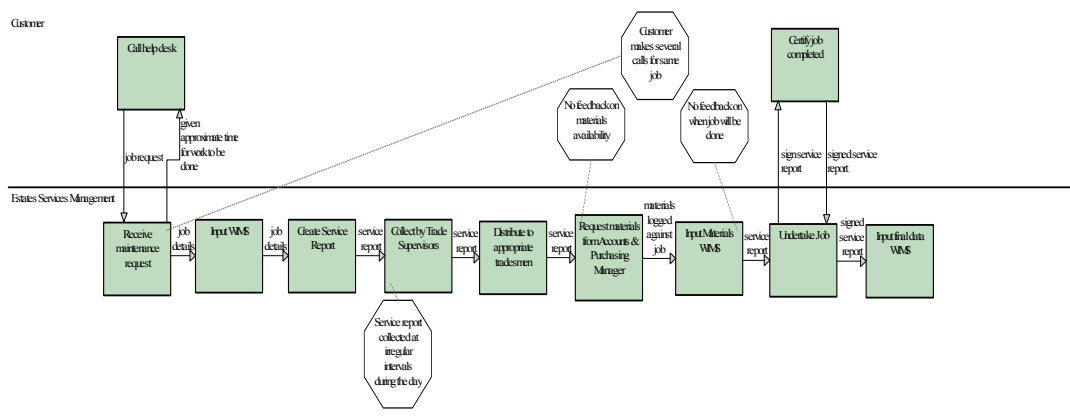 Customer
Call help desk
Customer
makes several
calls for same
job
Certify job
completed
No feedback on
materials
availability
No feedback on
when job will be
done
given
approximate time
for work to be
done
job request
sign service
report
signed service
report
Estates Services Management
Receive
maintenance
request
job
details
Input WIMS
job
details
Create Service
Report
service
report
Collect by Trade
Supervisors
service
report
Distribute to
appropriate
tradesmen
service
report
Request materials
from Accounts &
Purchasing
Manager
materials
logged
against
job
Input Materials
WIMS
service
report
Undertake Job
signed
service
report
Input final data
WIMS
Service report
collected at
irregular
intervals
during the day